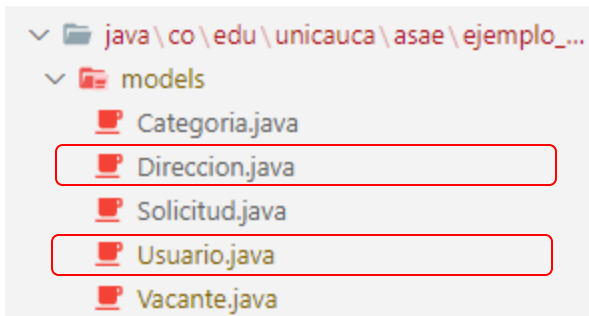 java\co\edu\unicauca\asae\ejemplo_...
models
Categoria.java
Direccion.java
Solicitud.java
Usuario.java
Vacante.java